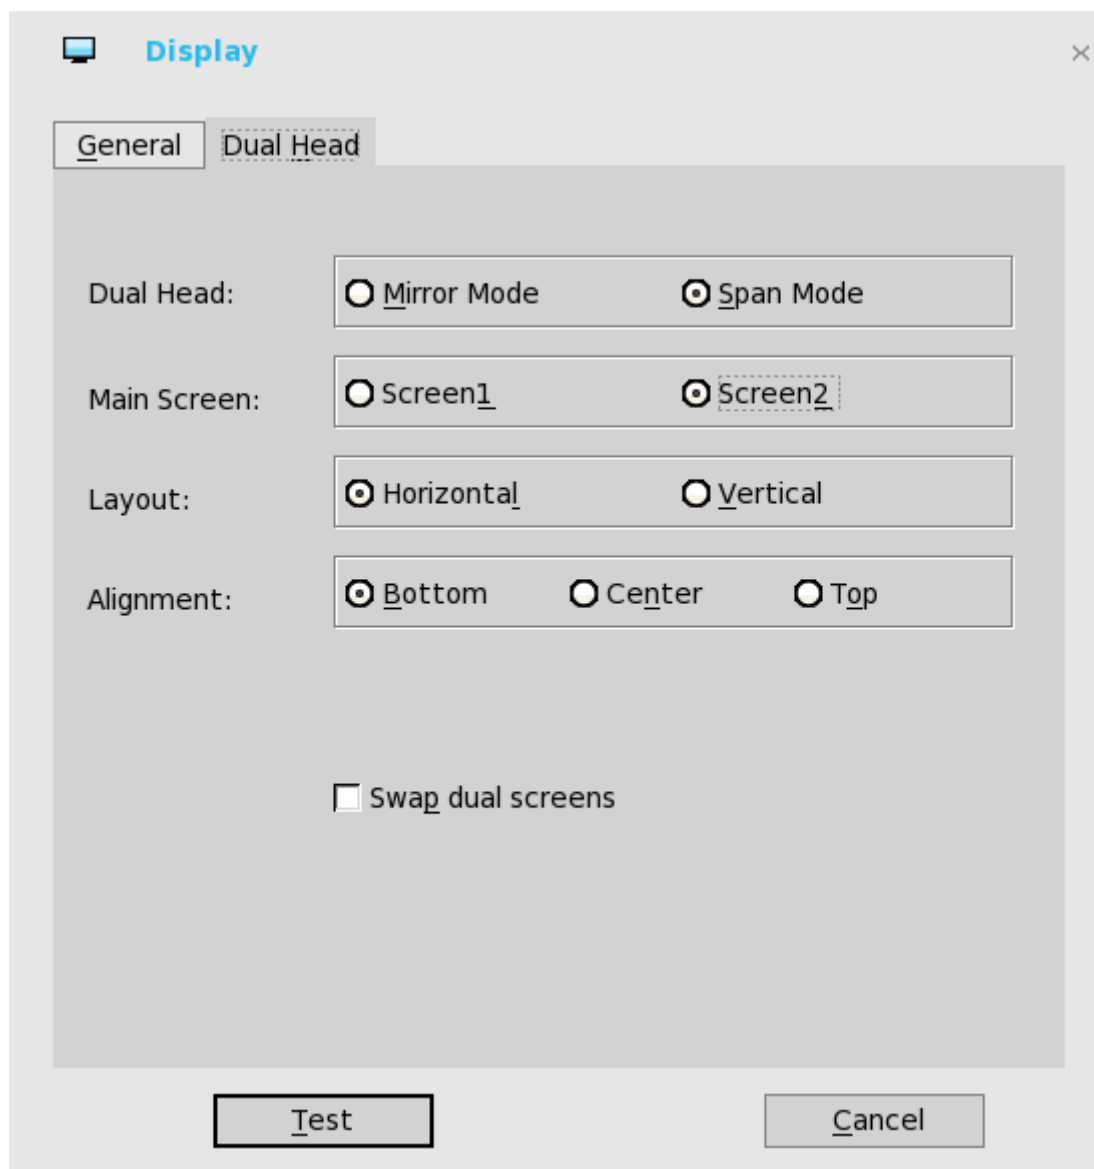 Display
General Dual Head
Dual Head: Mirror Mode Span Mode
Main Screen: Screen1 Screen2
Layout: Horizontal Vertical
Alignment: Bottom Center Top
Swap dual screens
Test Cancel